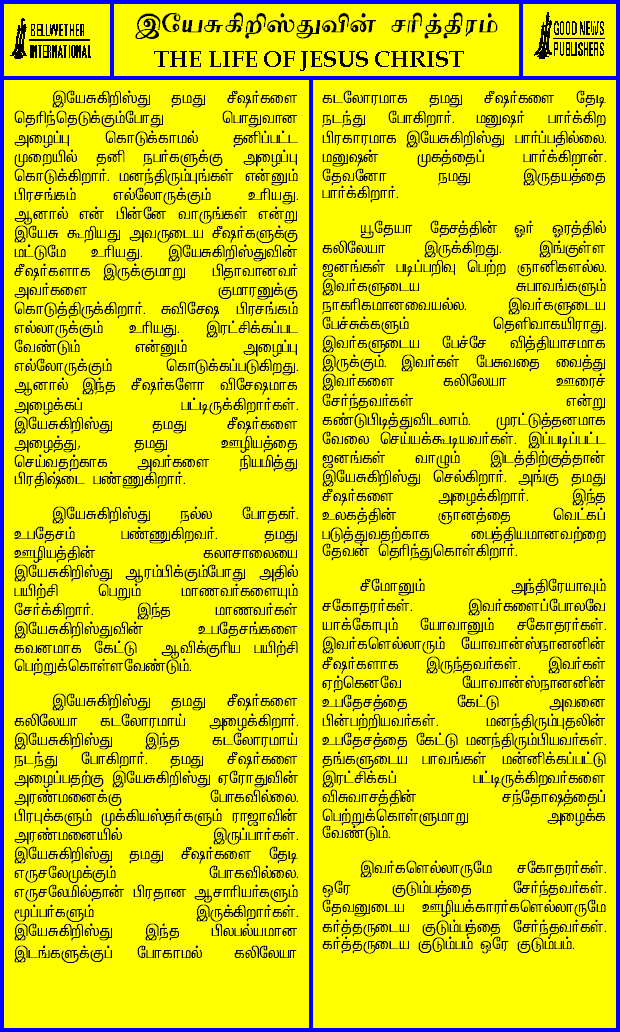 BELLWETHER
INTERNATIONAL
இயேசுகிறிஸ்துவின் சரித்திரம்
THE LIFE OF JESUS CHRIST
GOOD NEWS
PUBLISHERS
இயேசுகிறிஸ்து தமது சீஷர்களை
தெரிந்தெடுக்கும்போது பொதுவான
அழைப்பு கொடுக்காமல் தனிப்பட்ட
முறையில் தனி நபர்களுக்கு அழைப்பு
கொடுக்கிறார். மனந்திரும்புங்கள் என்னும்
பிரசங்கம் எல்லோருக்கும் உரியது.
ஆனால் என் பின்னே வாருங்கள் என்று
இயேசு கூறியது அவருடைய சீஷர்களுக்கு
மட்டுமே உரியது. இயேசுகிறிஸ்துவின்
சீஷர்களாக இருக்குமாறு பிதாவானவர்
அவர்களை குமாரனுக்கு
கொடுத்திருக்கிறார். சுவிசேஷ பிரசங்கம்
எல்லாருக்கும் உரியது. இரட்சிக்கப்பட
வேண்டும் என்னும் அழைப்பு
எல்லோருக்கும் கொடுக்கப்படுகிறது.
ஆனால் இந்த சீஷர்களோ விசேஷமாக
அழைக்கப் பட்டிருக்கிறார்கள்.
இயேசுகிறிஸ்து தமது சீஷர்களை
அழைத்து, தமது ஊழியத்தை
செய்வதற்காக அவர்களை நியமித்து
பிரதிஷ்டை பண்ணுகிறார்.
இயேசுகிறிஸ்து நல்ல போதகர்.
உபதேசம் பண்ணுகிறவர். தமது
ஊழியத்தின் கலாசாலையை
இயேசுகிறிஸ்து ஆரம்பிக்கும்போது அதில்
பயிற்சி பெறும் மாணவர்களையும்
சேர்க்கிறார். இந்த மாணவர்கள்
இயேசுகிறிஸ்துவின் உபதேசங்களை
கவனமாக கேட்டு ஆவிக்குரிய பயிற்சி
பெற்றுக்கொள்ளவேண்டும்.
இயேசுகிறிஸ்து தமது சீஷர்களை
கலிலேயா கடலோரமாய் அழைக்கிறார்.
இயேசுகிறிஸ்து இந்த கடலோரமாய்
நடந்து போகிறார். தமது சீஷர்களை
அழைப்பதற்கு இயேசுகிறிஸ்து ஏரோதுவின்
அரண்மனைக்கு போகவில்லை.
பிரபுக்களும் முக்கியஸ்தர்களும் ராஜாவின்
அரண்மனையில் இருப்பார்கள்.
இயேசுகிறிஸ்து தமது சீஷர்களை தேடி
எருசலேமுக்கும் போகவில்லை.
எருசலேமில்தான் பிரதான ஆசாரியர்களும்
மூப்பர்களும் இருக்கிறார்கள்.
இயேசுகிறிஸ்து இந்த பிலபல்யமான
இடங்களுக்குப் போகாமல் கலிலேயா
கடலோரமாக தமது சீஷர்களை தேடி
நடந்து போகிறார். மனுஷர் பார்க்கிற
பிரகாரமாக இயேசுகிறிஸ்து பார்ப்பதில்லை.
மனுஷன் முகத்தைப் பார்க்கிறான்.
தேவனோ நமது இருதயத்தை
பார்க்கிறார்.
யூதேயா தேசத்தின் ஓர் ஓரத்தில்
கலிலேயா இருக்கிறது. இங்குள்ள
ஜனங்கள் படிப்பறிவு பெற்ற ஞானிகளல்ல.
இவர்களுடைய சுபாவங்களும்
நாகரிகமானவையல்ல. இவர்களுடைய
பேச்சுக்களும் தெளிவாகயிராது.
இவர்களுடைய பேச்சே வித்தியாசமாக
இருக்கும். இவர்கள் பேசுவதை வைத்து
இவர்களை கலிலேயா ஊரைச்
சேர்ந்தவர்கள் என்று
கண்டுபிடித்துவிடலாம். முரட்டுத்தனமாக
வேலை செய்யக்கூடியவர்கள். இப்படிப்பட்ட
ஜனங்கள் வாழும் இடத்திற்குத்தான்
இயேசுகிறிஸ்து செல்கிறார். அங்கு தமது
சீஷர்களை அழைக்கிறார். இந்த
உலகத்தின் ஞானத்தை வெட்கப்
படுத்துவதற்காக பைத்தியமானவற்றை
தேவன் தெரிந்துகொள்கிறார்.
சீமோனும் அந்திரேயாவும்
சகோதரர்கள். இவர்களைப்போலவே
யாக்கோபும் யோவானும் சகோதரர்கள்.
இவர்களெல்லாரும் யோவான்ஸ்நானனின்
சீஷர்களாக இருந்தவர்கள். இவர்கள்
ஏற்கெனவே யோவான்ஸ்நானனின்
உபதேசத்தை கேட்டு அவனை
பின்பற்றியவர்கள். மனந்திரும்புதலின்
உபதேசத்தை கேட்டு மனந்திரும்பியவர்கள்.
தங்களுடைய பாவங்கள் மன்னிக்கப்பட்டு
இரட்சிக்கப் பட்டிருக்கிறவர்களை
விசுவாசத்தின் சந்தோஷத்தைப்
பெற்றுக்கொள்ளுமாறு அழைக்க
வேண்டும்.
இவர்களெல்லாருமே சகோதரர்கள்.
ஒரே குடும்பத்தை சேர்ந்தவர்கள்.
தேவனுடைய ஊழியக்காரர்களெல்லாருமே
கர்த்தருடைய குடும்பத்தை சேர்ந்தவர்கள்.
கர்த்தருடைய குடும்பம் ஒரே குடும்பம்.